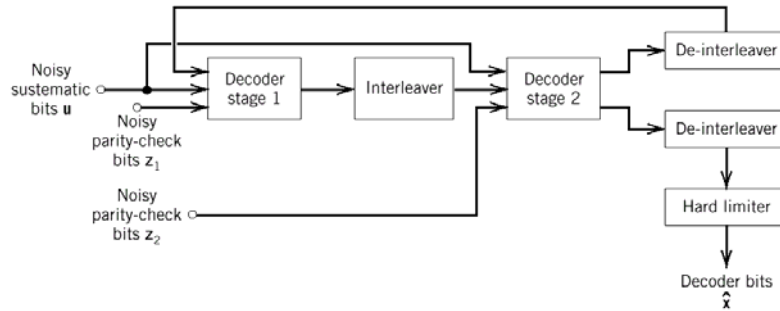 De-interleaver
Noisy
sustematic
bits u
Decoder
stage 1
Interleaver
Decoder
stage 2
Noisy
parity-check
bits z1
De-interleaver
Noisy
parity-check
bits z2
Hard limiter
Decoder bits
x̂